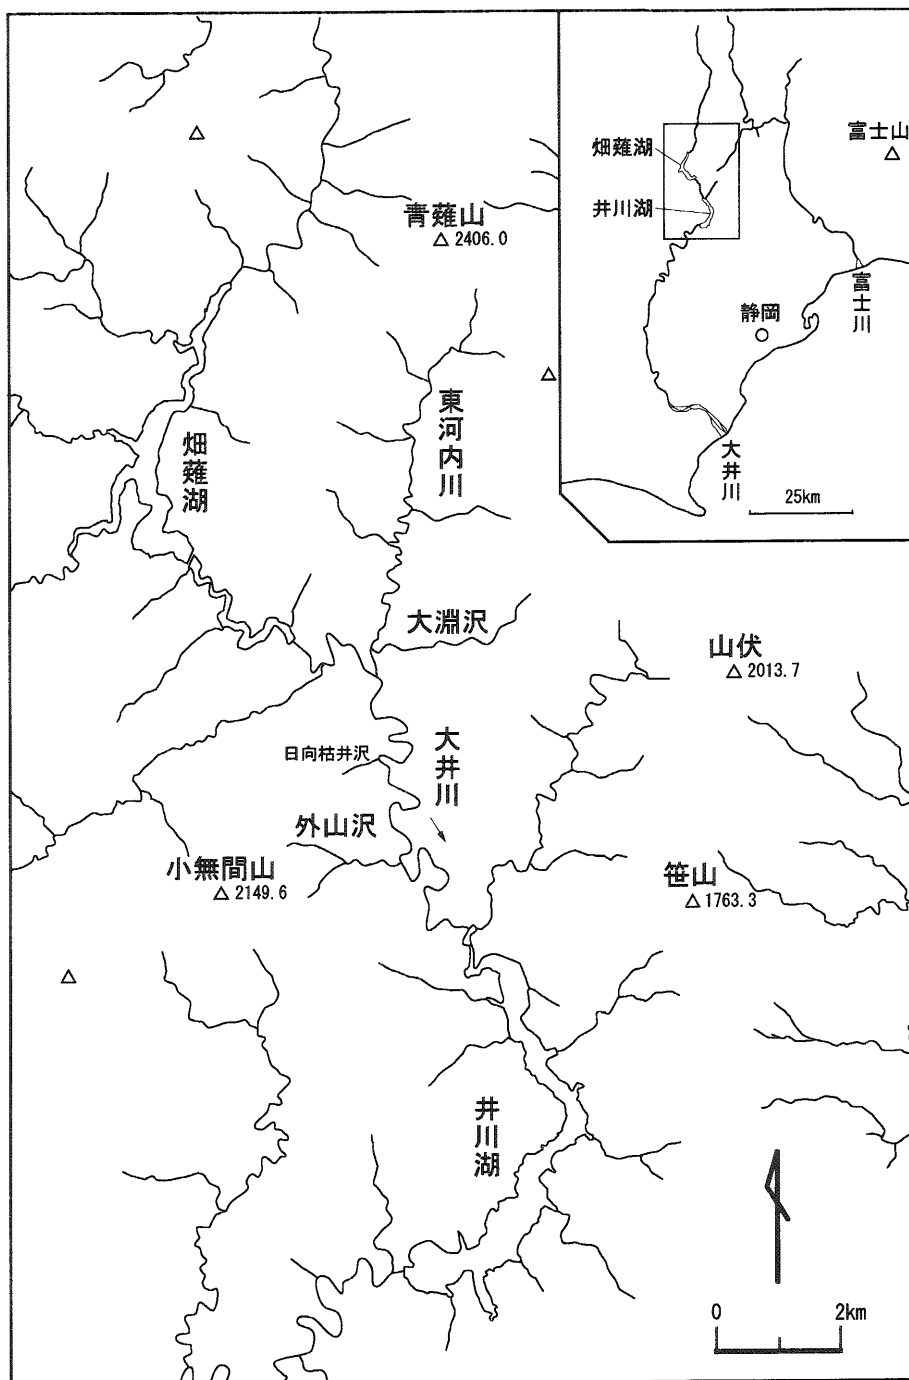 青薙山
2406.0
東河内川
畑薙湖
大淵沢
山伏
2013.7
日向枯井沢
大井川
外山沢
小無間山
2149.6
笹山
1763.3
井川湖
0 2km
富士山
畑薙湖
井川湖
富士川
静岡
大井川
25km